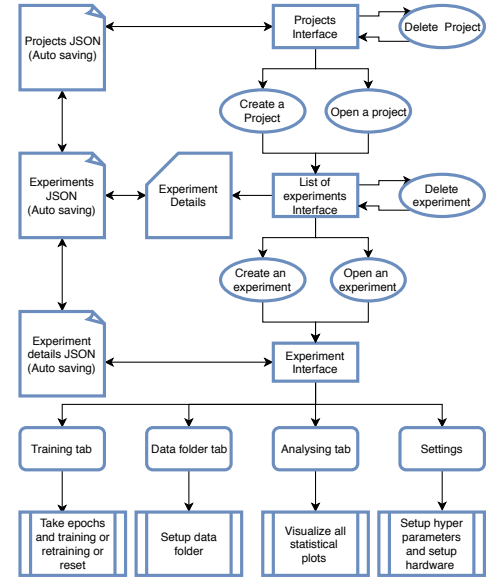 Projects JSON
(Auto saving)
Projects
Interface
Delete Project
Create a
Project
Open a project
Experiments
JSON
(Auto saving)
Experiment
Details
List of
experiments
Interface
Delete
experiment
Create an
experiment
Open an
experiment
Experiment
details JSON
(Auto saving)
Experiment
Interface
Training tab
Data folder tab
Analysing tab
Settings
Take epochs
and training or
retraining or
reset
Setup data
folder
Visualize all
statistical
plots
Setup hyper
parameters
and setup
hardware